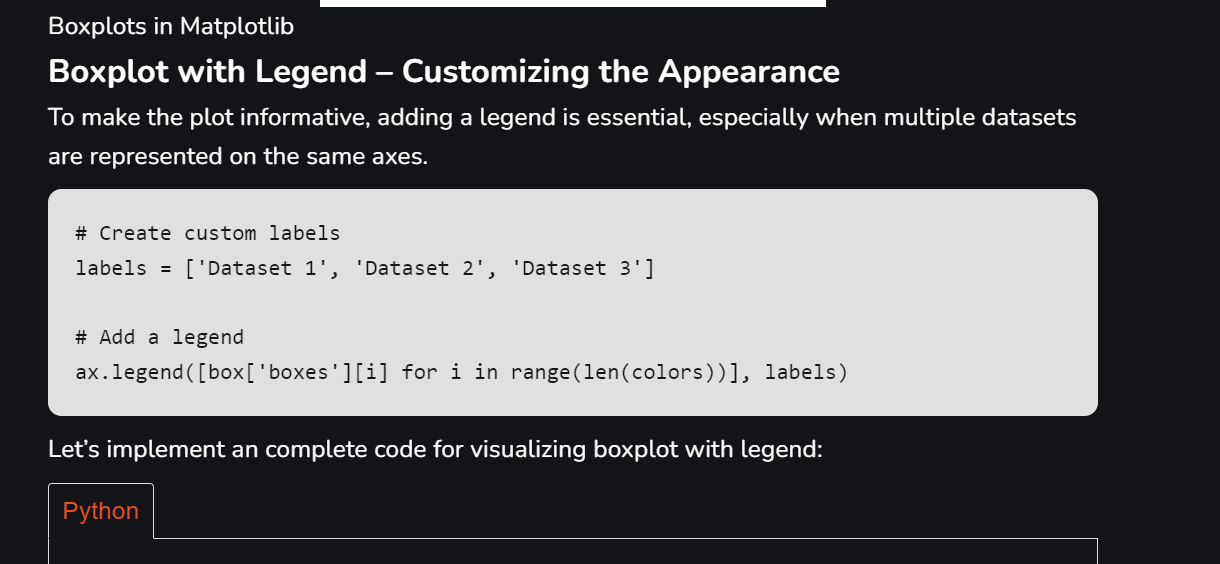 Boxplots in Matplotlib
Boxplot with Legend – Customizing the Appearance
To make the plot informative, adding a legend is essential, especially when multiple datasets
are represented on the same axes.
# Create custom labels
labels = ['Dataset 1', 'Dataset 2', 'Dataset 3']
# Add a legend
ax.legend([box['boxes'][i] for i in range(len(colors))], labels)
Let’s implement an complete code for visualizing boxplot with legend:
Python